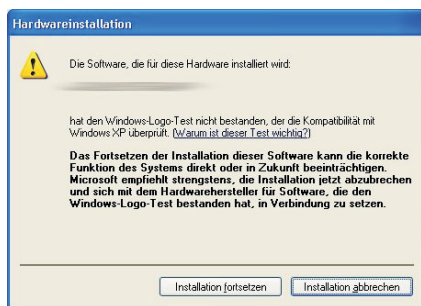 Hardwareinstallation
Die Software, die für diese Hardware installiert wird:
hat den Windows-Logo-Test nicht bestanden, der die Kompatibilität mit
Windows XP überprüft. (Warum ist dieser Test wichtig?)
Das Fortsetzen der Installation dieser Software kann die korrekte
Funktion des Systems direkt oder in Zukunft beeinträchtigen.
Microsoft empfiehlt strengstens, die Installation jetzt abzubrechen
und sich mit dem Hardwarehersteller für Software, die den
Windows-Logo-Test bestanden hat, in Verbindung zu setzen.
Installation fortsetzen Installation abbrechen